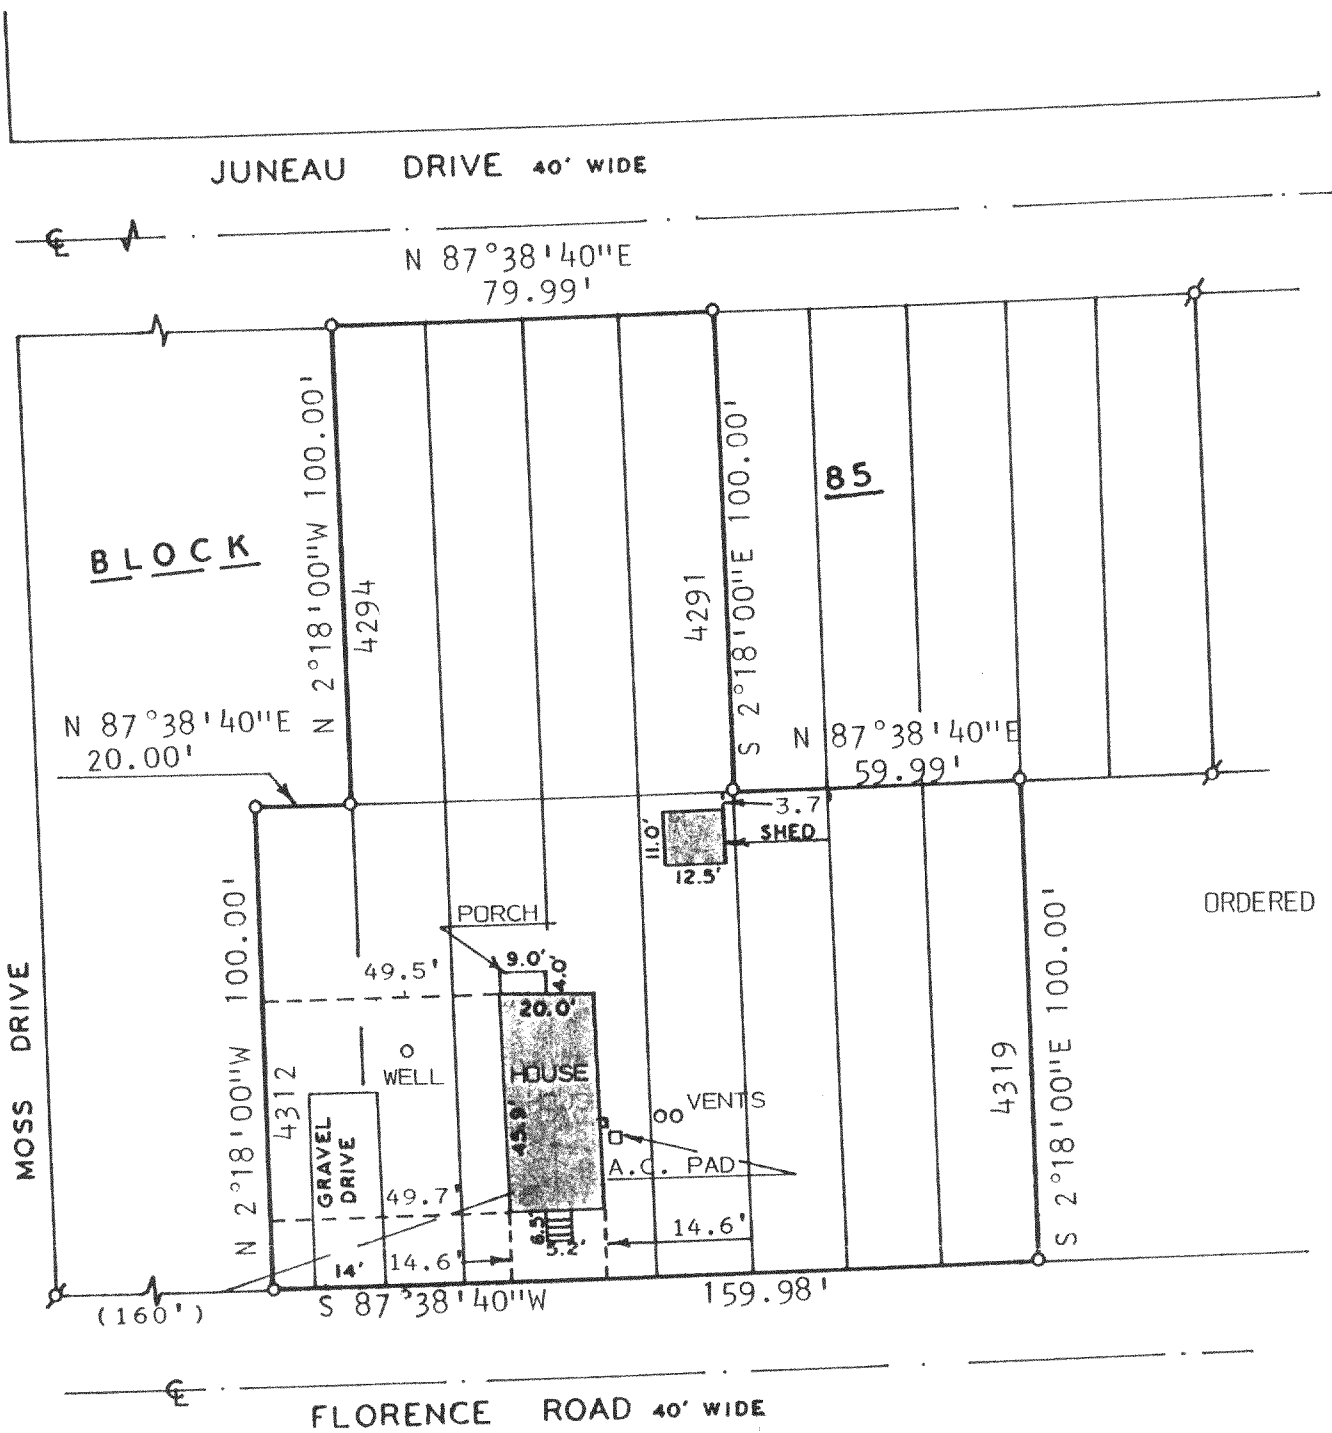 JUNEAU DRIVE 40' WIDE
℄
N 87°38'40"E
79.99'
N 2°18'00"W 100.00'
4294
4291
S 2°18'00"E 100.00'
85
BLOCK
N 87°38'40"E
20.00'
N 87°38'40"E
59.99'
3.7
SHED
11.0'
12.5'
ORDERED
PORCH
9.0'
4.0'
49.5'
20.0'
HOUSE
45.9'
WELL
VENTS
A.C. PAD
MOSS DRIVE
N 2°18'00"W 100.00'
4312
GRAVEL
DRIVE
49.7'
14.6'
14'
6.5'
5.2'
14.6'
4319
S 2°18'00"E 100.00'
(160')
S 87°38'40"W
159.98'
℄
FLORENCE ROAD 40' WIDE